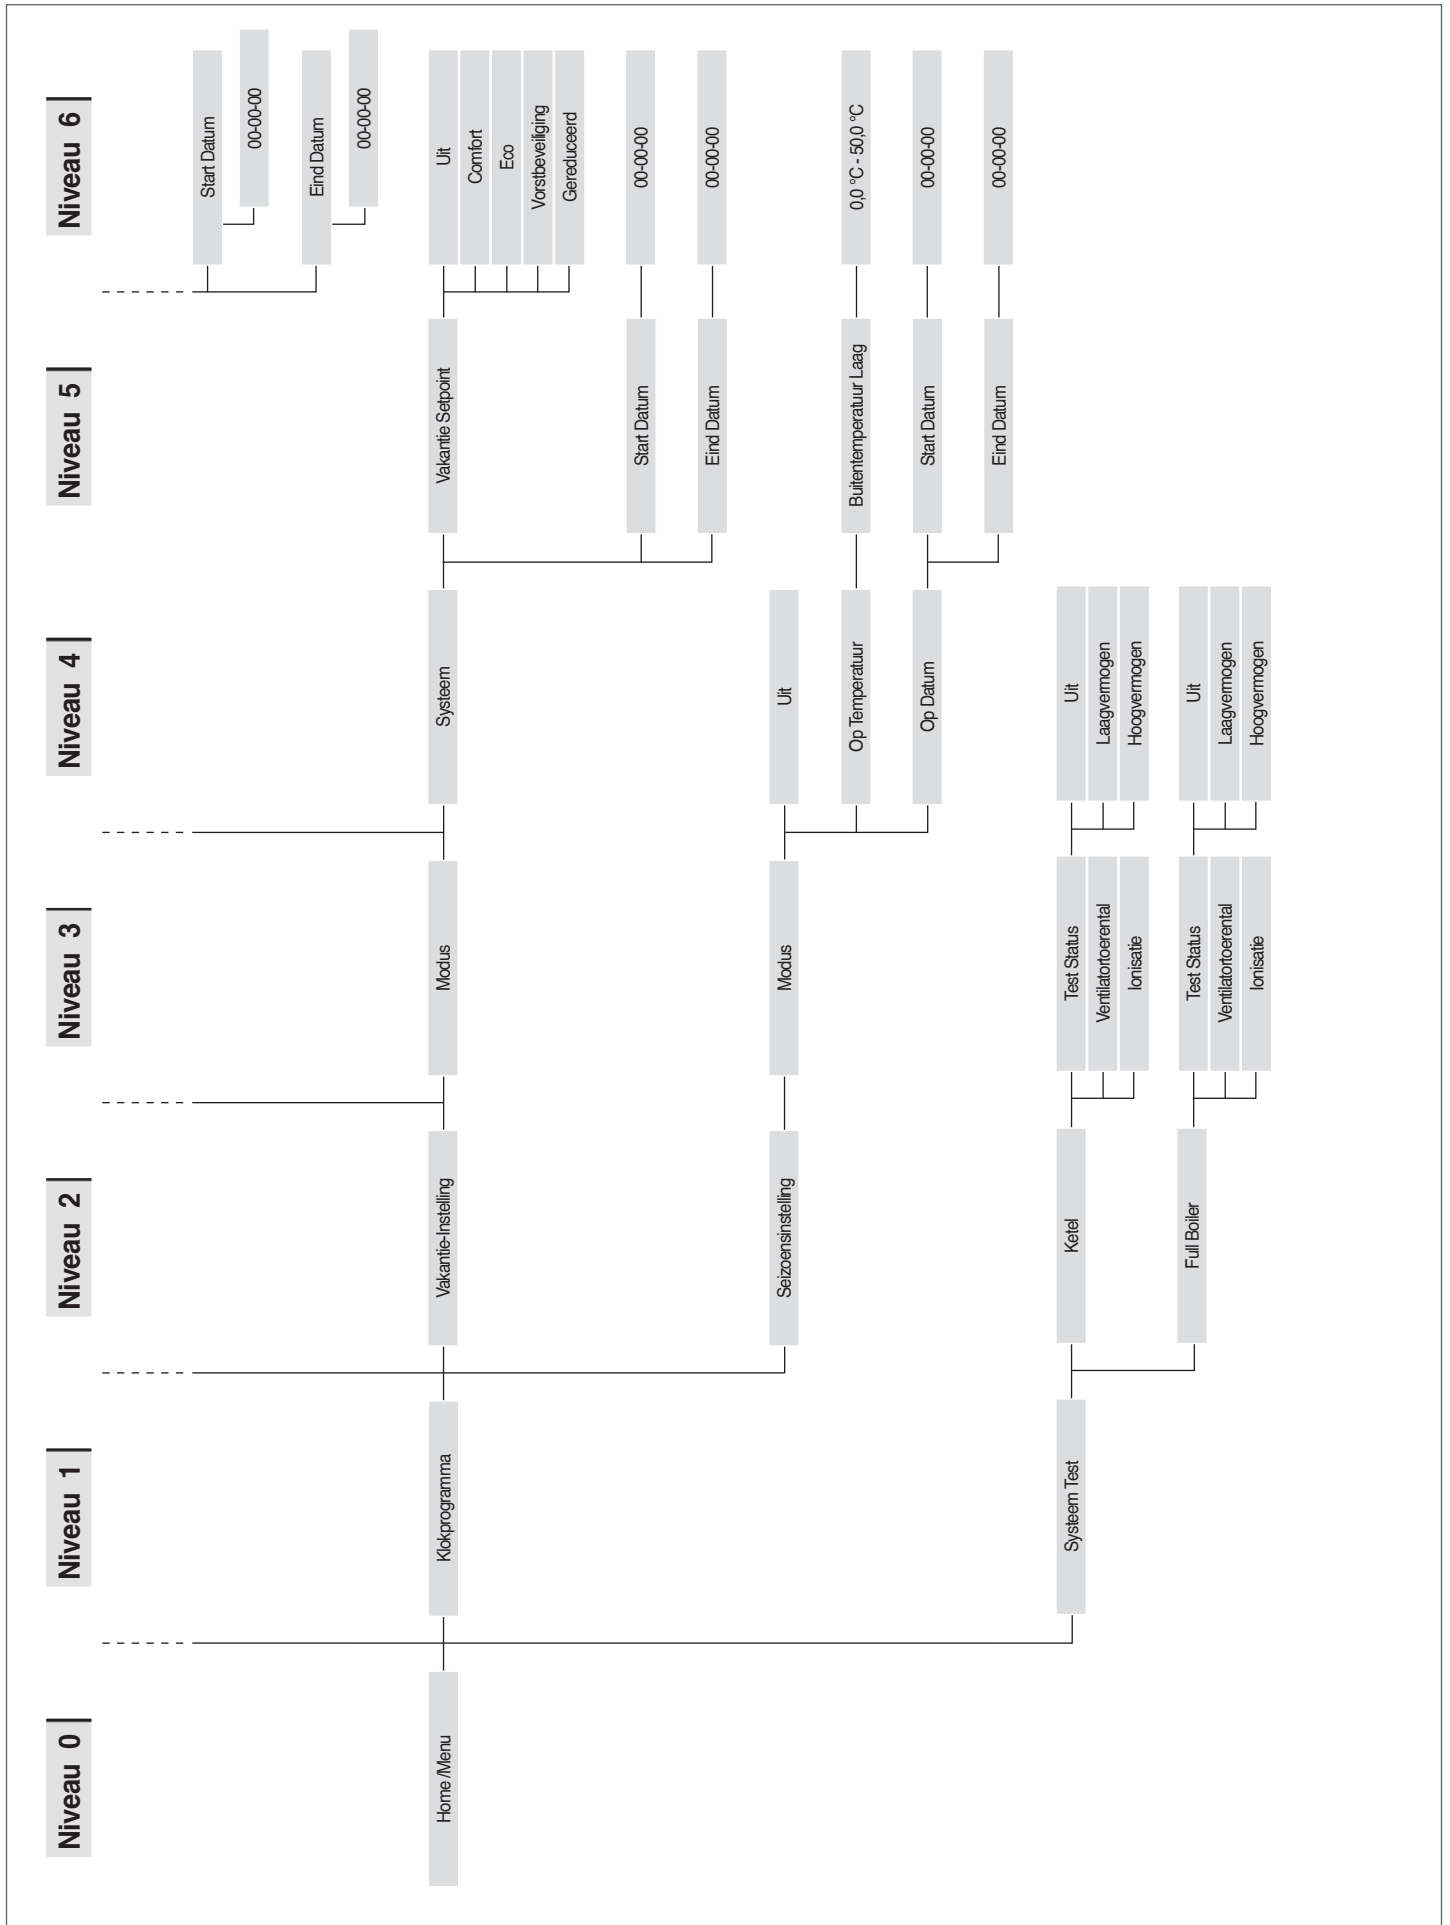 Niveau 0
Niveau 1
Niveau 2
Niveau 3
Niveau 4
Niveau 5
Niveau 6
Start Datum
00-00-00
Eind Datum
00-00-00
Home /Menu
Klokprogramma
Vakantie-Instelling
Modus
Systeem
Vakantie Setpoint
Uit
Comfort
Eco
Vorstbeveiliging
Gereduceerd
Start Datum
00-00-00
Eind Datum
00-00-00
Seizoensinstelling
Modus
Uit
Op Temperatuur
Buitentemperatuur Laag
0,0 °C - 50,0 °C
Op Datum
Start Datum
00-00-00
Eind Datum
00-00-00
Systeem Test
Ketel
Test Status
Uit
Ventilatortoerental
Laagvermogen
Ionisatie
Hoogvermogen
Full Boiler
Test Status
Uit
Ventilatortoerental
Laagvermogen
Ionisatie
Hoogvermogen